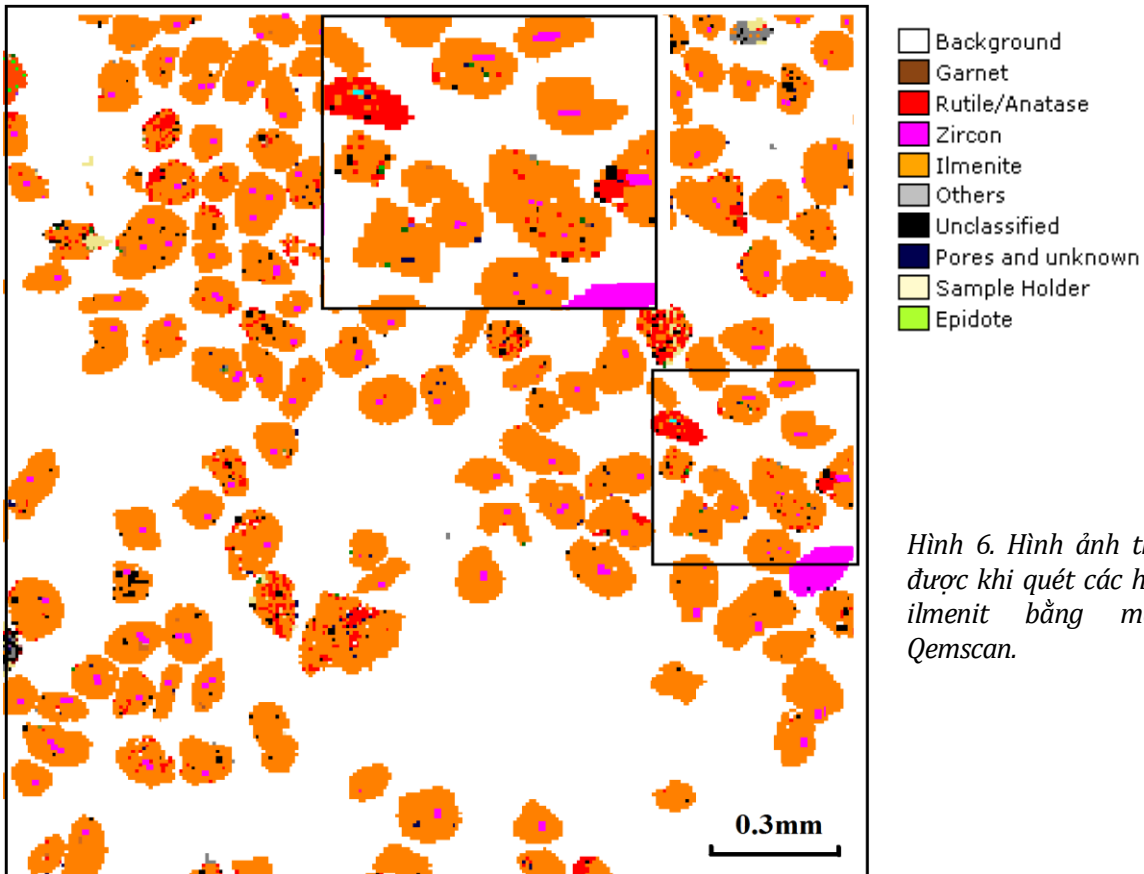 Background
Garnet
Rutile/Anatase
Zircon
Ilmenite
Others
Unclassified
Pores and unknown
Sample Holder
Epidote
Hình 6. Hình ảnh
được khi quét các
ilmenit bằng
Qemscan.
0.3mm